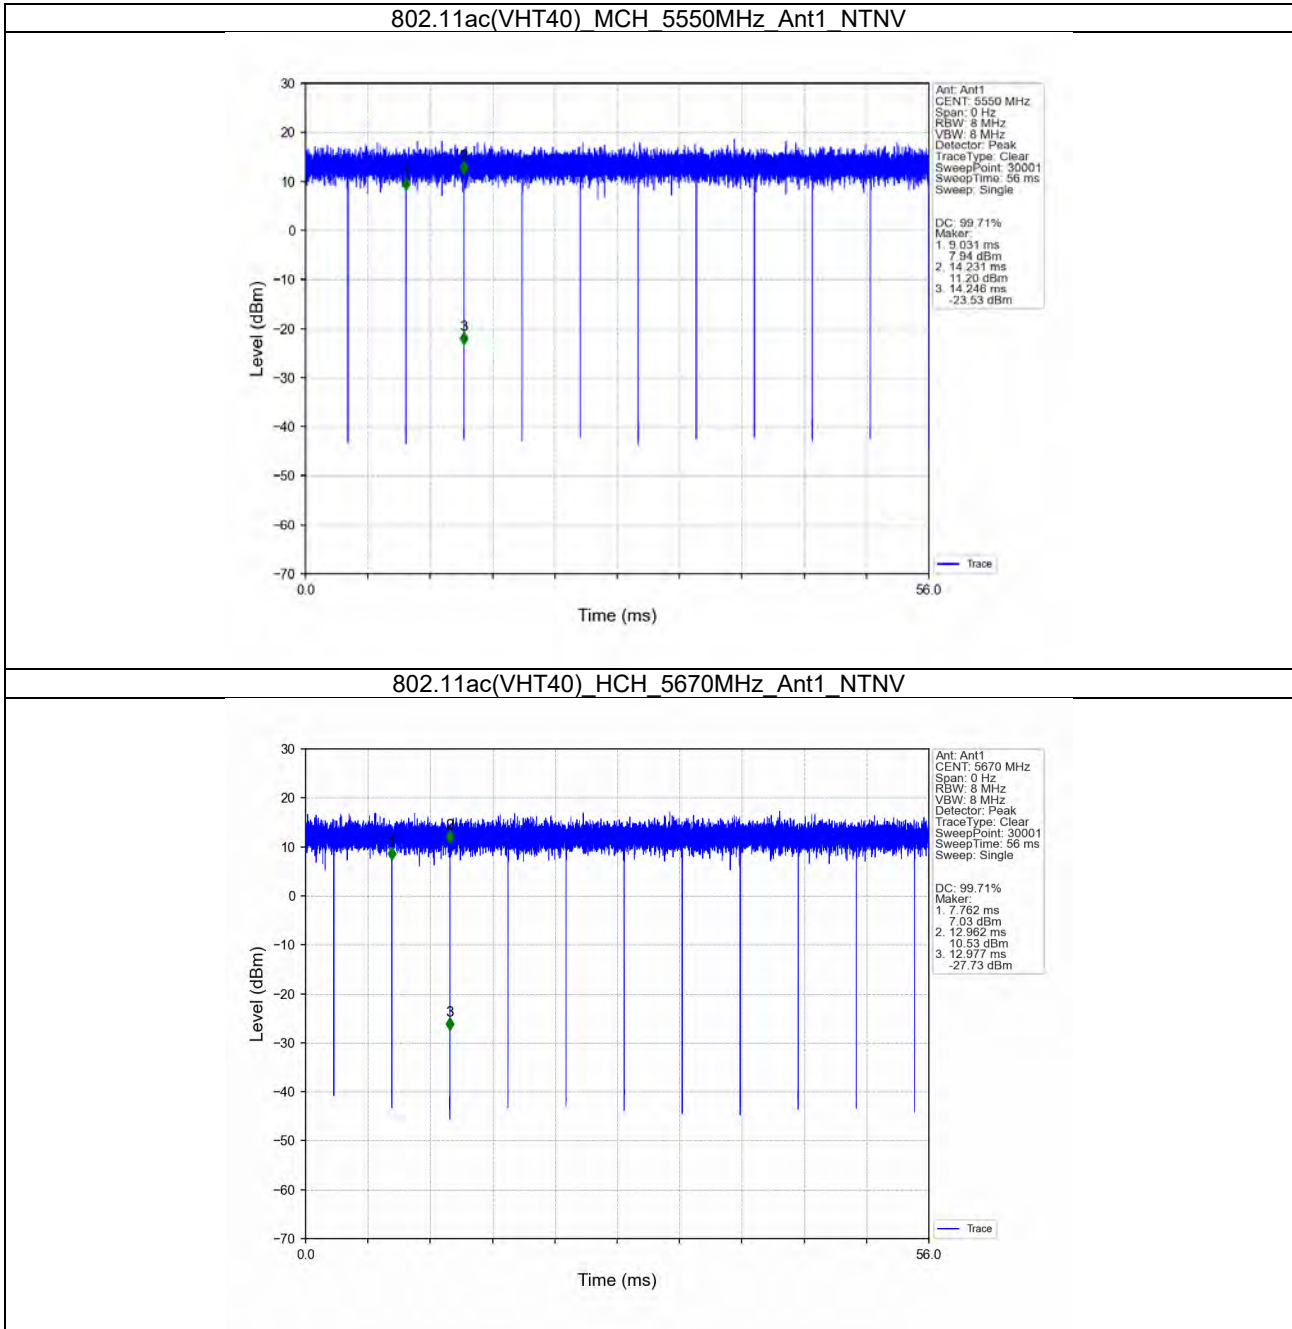 802.11ac(VHT40)_MCH_5550MHz_Ant1_NTNV
30
20
10
0
−10
−20
−30
−40
−50
−60
−70
Level (dBm)
0.0
56.0
Time (ms)
3
Ant: Ant1
CENT: 5550 MHz
Span: 0 Hz
RBW: 8 MHz
VBW: 8 MHz
Detector: Peak
TraceType: Clear
SweepPoint: 30001
SweepTime: 56 ms
Sweep: Single
DC: 99.71%
Maker:
1. 9.031 ms
7.94 dBm
2. 14.231 ms
11.20 dBm
3. 14.246 ms
-23.53 dBm
Trace
802.11ac(VHT40)_HCH_5670MHz_Ant1_NTNV
30
20
10
0
−10
−20
−30
−40
−50
−60
−70
Level (dBm)
0.0
56.0
Time (ms)
2
3
Ant: Ant1
CENT: 5670 MHz
Span: 0 Hz
RBW: 8 MHz
VBW: 8 MHz
Detector: Peak
TraceType: Clear
SweepPoint: 30001
SweepTime: 56 ms
Sweep: Single
DC: 99.71%
Maker:
1. 7.762 ms
7.03 dBm
2. 12.962 ms
10.53 dBm
3. 12.977 ms
-27.73 dBm
Trace